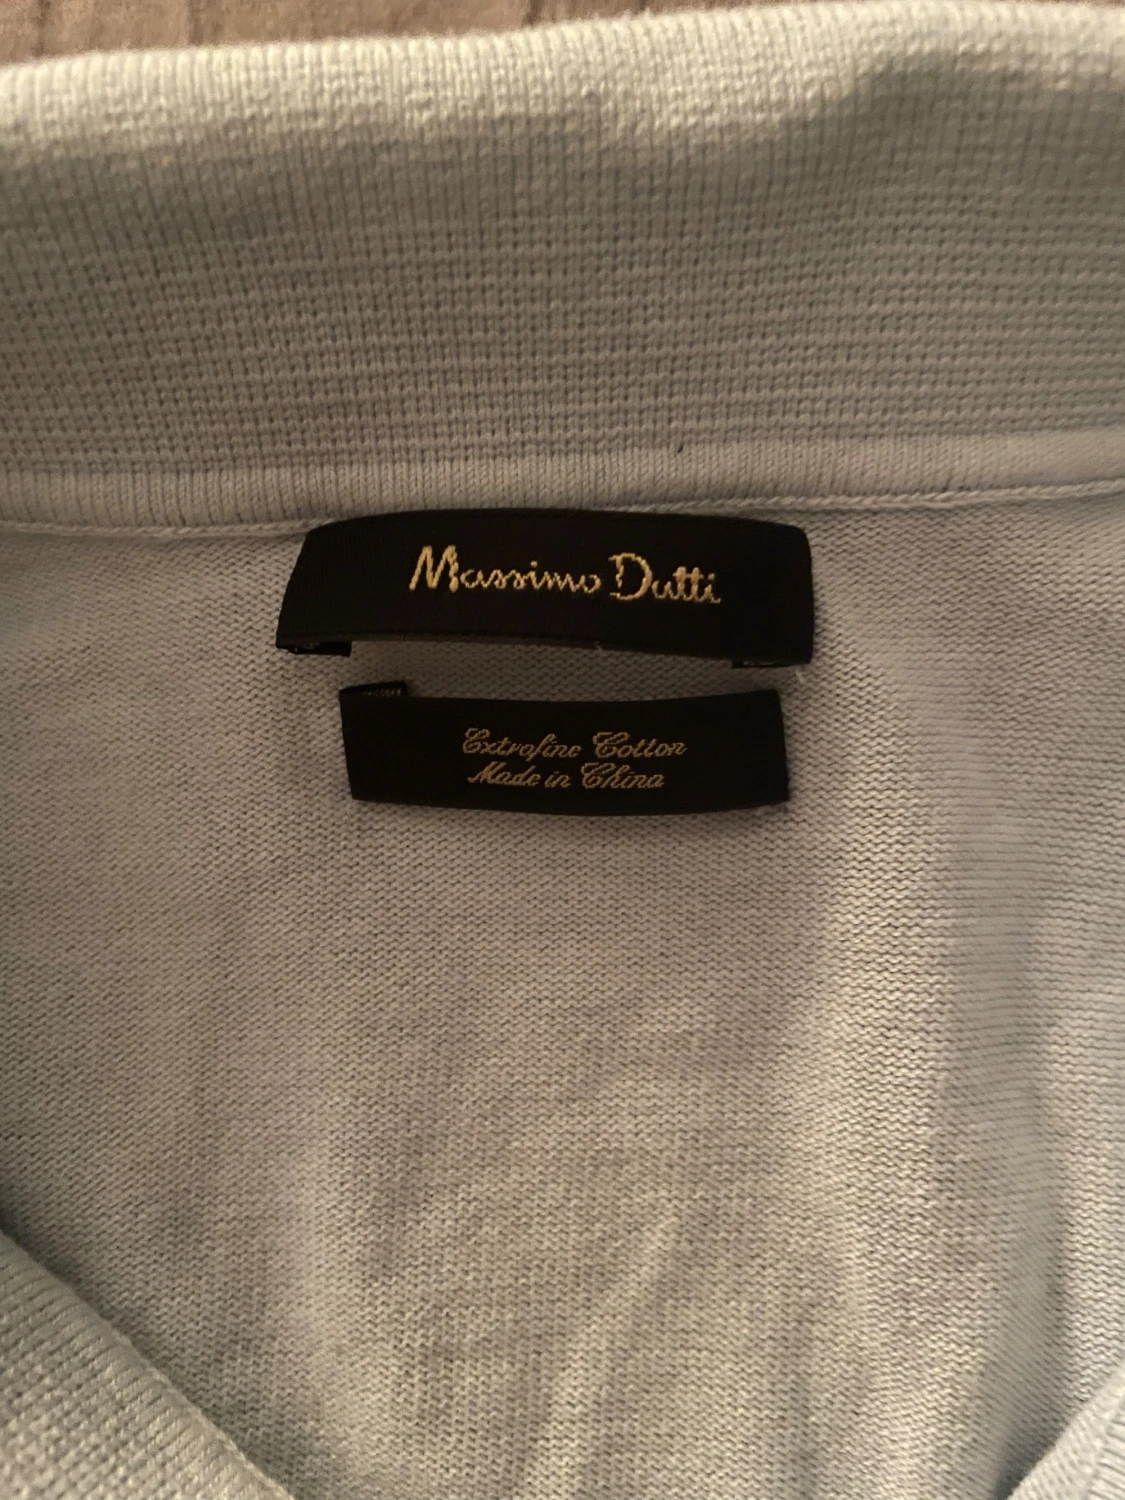 Massimo Dutti
Extrafine Cotton
Made in China